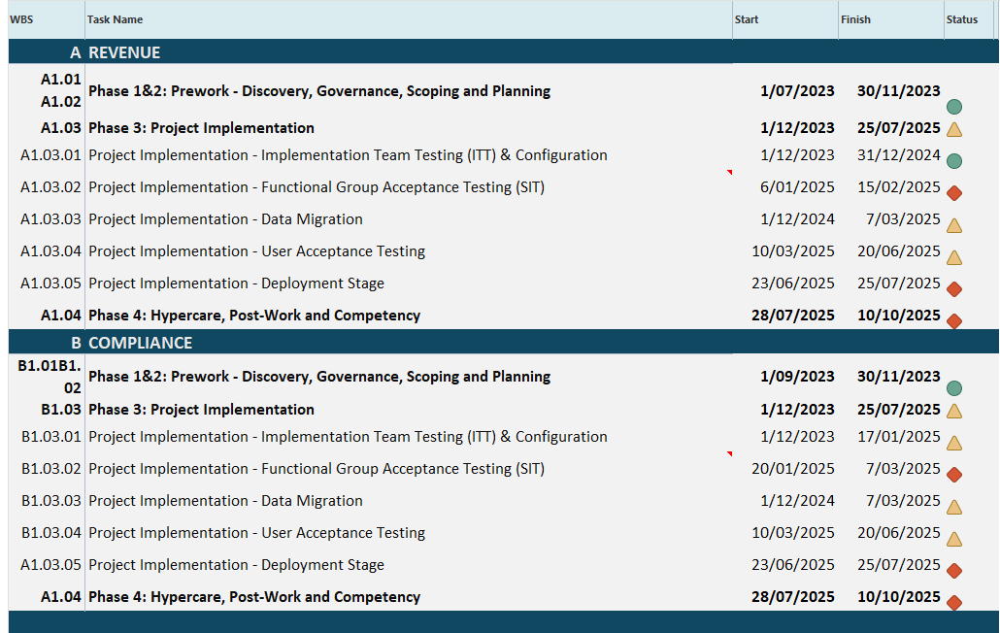 WBS Task Name Start Finish Status
A REVENUE
A1.01
A1.02 Phase 1&2: Prework - Discovery, Governance, Scoping and Planning 1/07/2023 30/11/2023
A1.03 Phase 3: Project Implementation 1/12/2023 25/07/2025
A1.03.01 Project Implementation - Implementation Team Testing (ITT) & Configuration 1/12/2023 31/12/2024
A1.03.02 Project Implementation - Functional Group Acceptance Testing (SIT) 6/01/2025 15/02/2025
A1.03.03 Project Implementation - Data Migration 1/12/2024 7/03/2025
A1.03.04 Project Implementation - User Acceptance Testing 10/03/2025 20/06/2025
A1.03.05 Project Implementation - Deployment Stage 23/06/2025 25/07/2025
A1.04 Phase 4: Hypercare, Post-Work and Competency 28/07/2025 10/10/2025
B COMPLIANCE
B1.01B1.
02 Phase 1&2: Prework - Discovery, Governance, Scoping and Planning 1/09/2023 30/11/2023
B1.03 Phase 3: Project Implementation 1/12/2023 25/07/2025
B1.03.01 Project Implementation - Implementation Team Testing (ITT) & Configuration 1/12/2023 17/01/2025
B1.03.02 Project Implementation - Functional Group Acceptance Testing (SIT) 20/01/2025 7/03/2025
B1.03.03 Project Implementation - Data Migration 1/12/2024 7/03/2025
B1.03.04 Project Implementation - User Acceptance Testing 10/03/2025 20/06/2025
A1.03.05 Project Implementation - Deployment Stage 23/06/2025 25/07/2025
A1.04 Phase 4: Hypercare, Post-Work and Competency 28/07/2025 10/10/2025